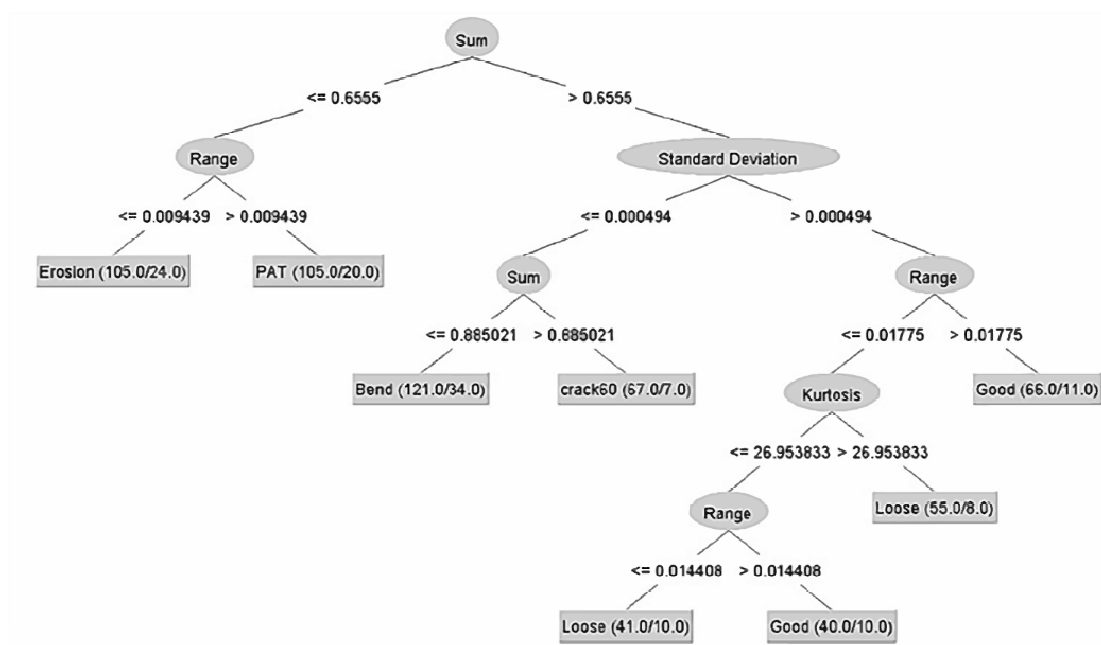 Sum
<= 0.6555 > 0.6555
Range Standard Deviation
<= 0.009439 > 0.009439 <= 0.000494 > 0.000494
Erosion (105.0/24.0) PAT (105.0/20.0) Sum Range
<= 0.885021 > 0.885021 <= 0.01775 > 0.01775
Bend (121.0/34.0) crack60 (67.0/7.0) Kurtosis Good (66.0/11.0)
<= 26.953833 > 26.953833
Range Loose (55.0/8.0)
<= 0.014408 > 0.014408
Loose (41.0/10.0) Good (40.0/10.0)